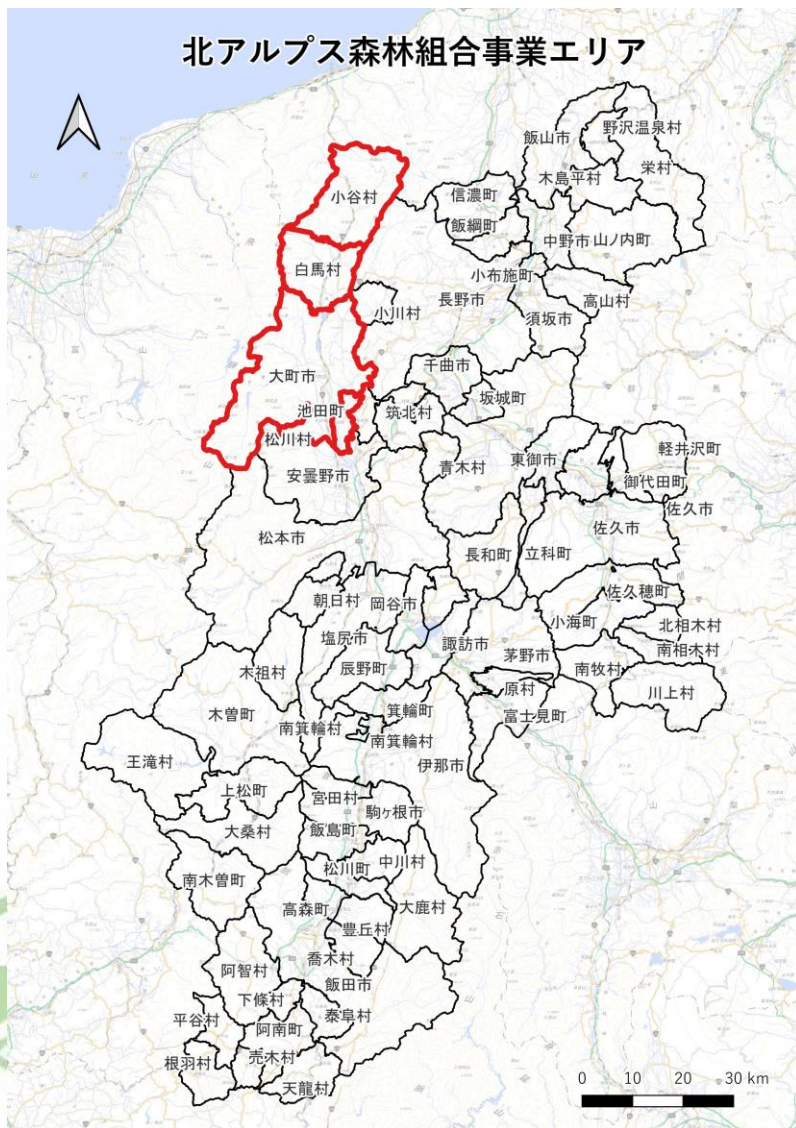 北アルプス森林組合事業エリア
野沢温泉村
飯山市
栄村
木島平村
小谷村
信濃町
飯綱町
中野市
山ノ内町
白馬村
小布施町
長野市
高山村
小川村
須坂市
千曲市
大町市
坂城町
池田町
筑北村
松川村
軽井沢町
東御市
青木村
安曇野市
御代田町
佐久市
佐久市
松本市
長和町
立科町
佐久穂町
朝日村
岡谷市
小海町
北相木村
塩尻市
諏訪市
南相木村
茅野市
辰野町
木祖村
南牧村
原村
川上村
箕輪町
富士見町
木曽町
南箕輪村
南箕輪村
王滝村
伊那市
上松町
宮田村
駒ヶ根市
大桑村
飯島町
中川村
松川町
南木曽町
高森町
大鹿村
豊丘村
喬木村
阿智村
飯田市
下條村
平谷村
泰阜村
阿南町
売木村
根羽村
天龍村
0 10 20 30 km